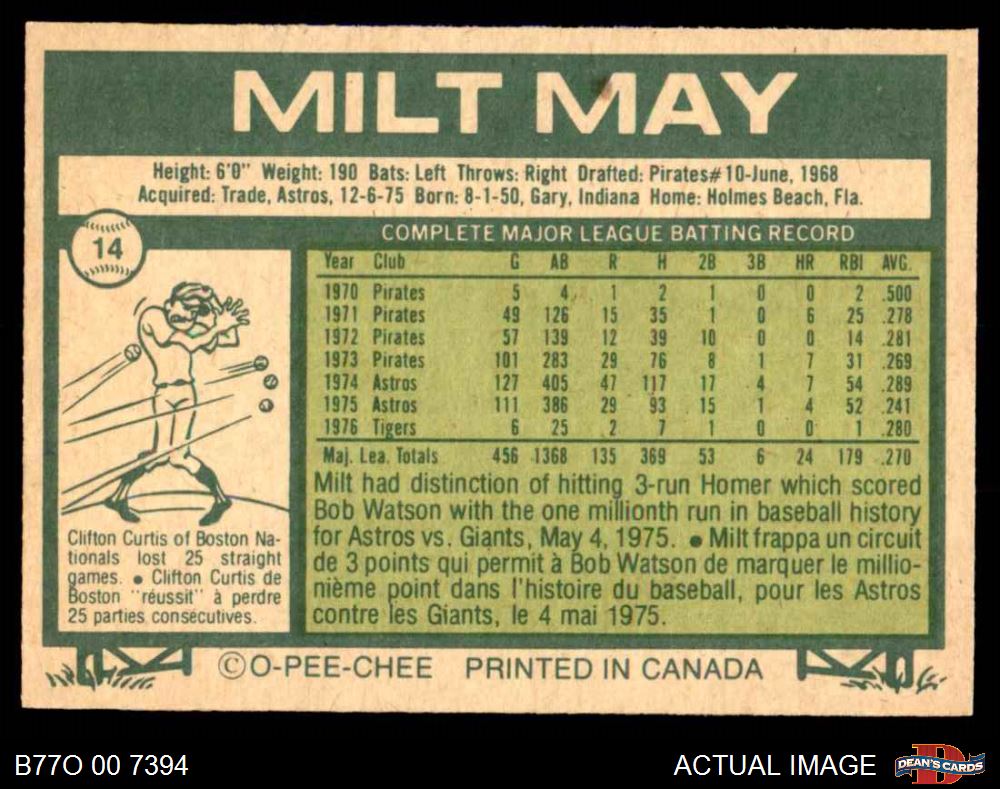 MILT MAY
Height: 6'0" Weight: 190 Bats: Left Throws: Right Drafted: Pirates#10-June, 1968
Acquired: Trade, Astros, 12-6-75 Born: 8-1-50, Gary, Indiana Home: Holmes Beach, Fla.
14
Clifton Curtis of Boston Na-
tionals lost 25 straight
games. ● Clifton Curtis de
Boston "réussit" à perdre
25 parties consécutives.
COMPLETE MAJOR LEAGUE BATTING RECORD
Year Club G AB R H 2B 3B HR RBI AVG.
1970 Pirates 5 4 1 2 1 0 0 2 .500
1971 Pirates 49 126 15 35 1 0 6 25 .278
1972 Pirates 57 139 12 39 10 0 0 14 .281
1973 Pirates 101 283 29 76 8 1 7 31 .269
1974 Astros 127 405 47 117 17 4 7 54 .289
1975 Astros 111 386 29 93 15 1 4 52 .241
1976 Tigers 6 25 2 7 1 0 0 1 .280
Maj. Lea. Totals 456 1368 135 369 53 6 24 179 .270
Milt had distinction of hitting 3-run Homer which scored
Bob Watson with the one millionth run in baseball history
for Astros vs. Giants, May 4, 1975. ● Milt frappa un circuit
de 3 points qui permit à Bob Watson de marquer le millio-
nième point dans l'histoire du baseball, pour les Astros
contre les Giants, le 4 mai 1975.
©O-PEE-CHEE PRINTED IN CANADA
B77O 00 7394
ACTUAL IMAGE
D
DEAN'S CARDS